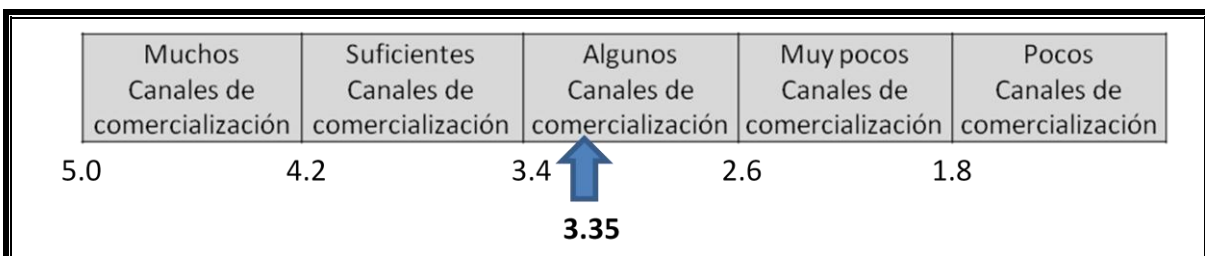 Muchos Canales de comercialización
Suficientes Canales de comercialización
Algunos Canales de comercialización
Muy pocos Canales de comercialización
Pocos Canales de comercialización
5.0 4.2 3.4 2.6 1.8
3.35